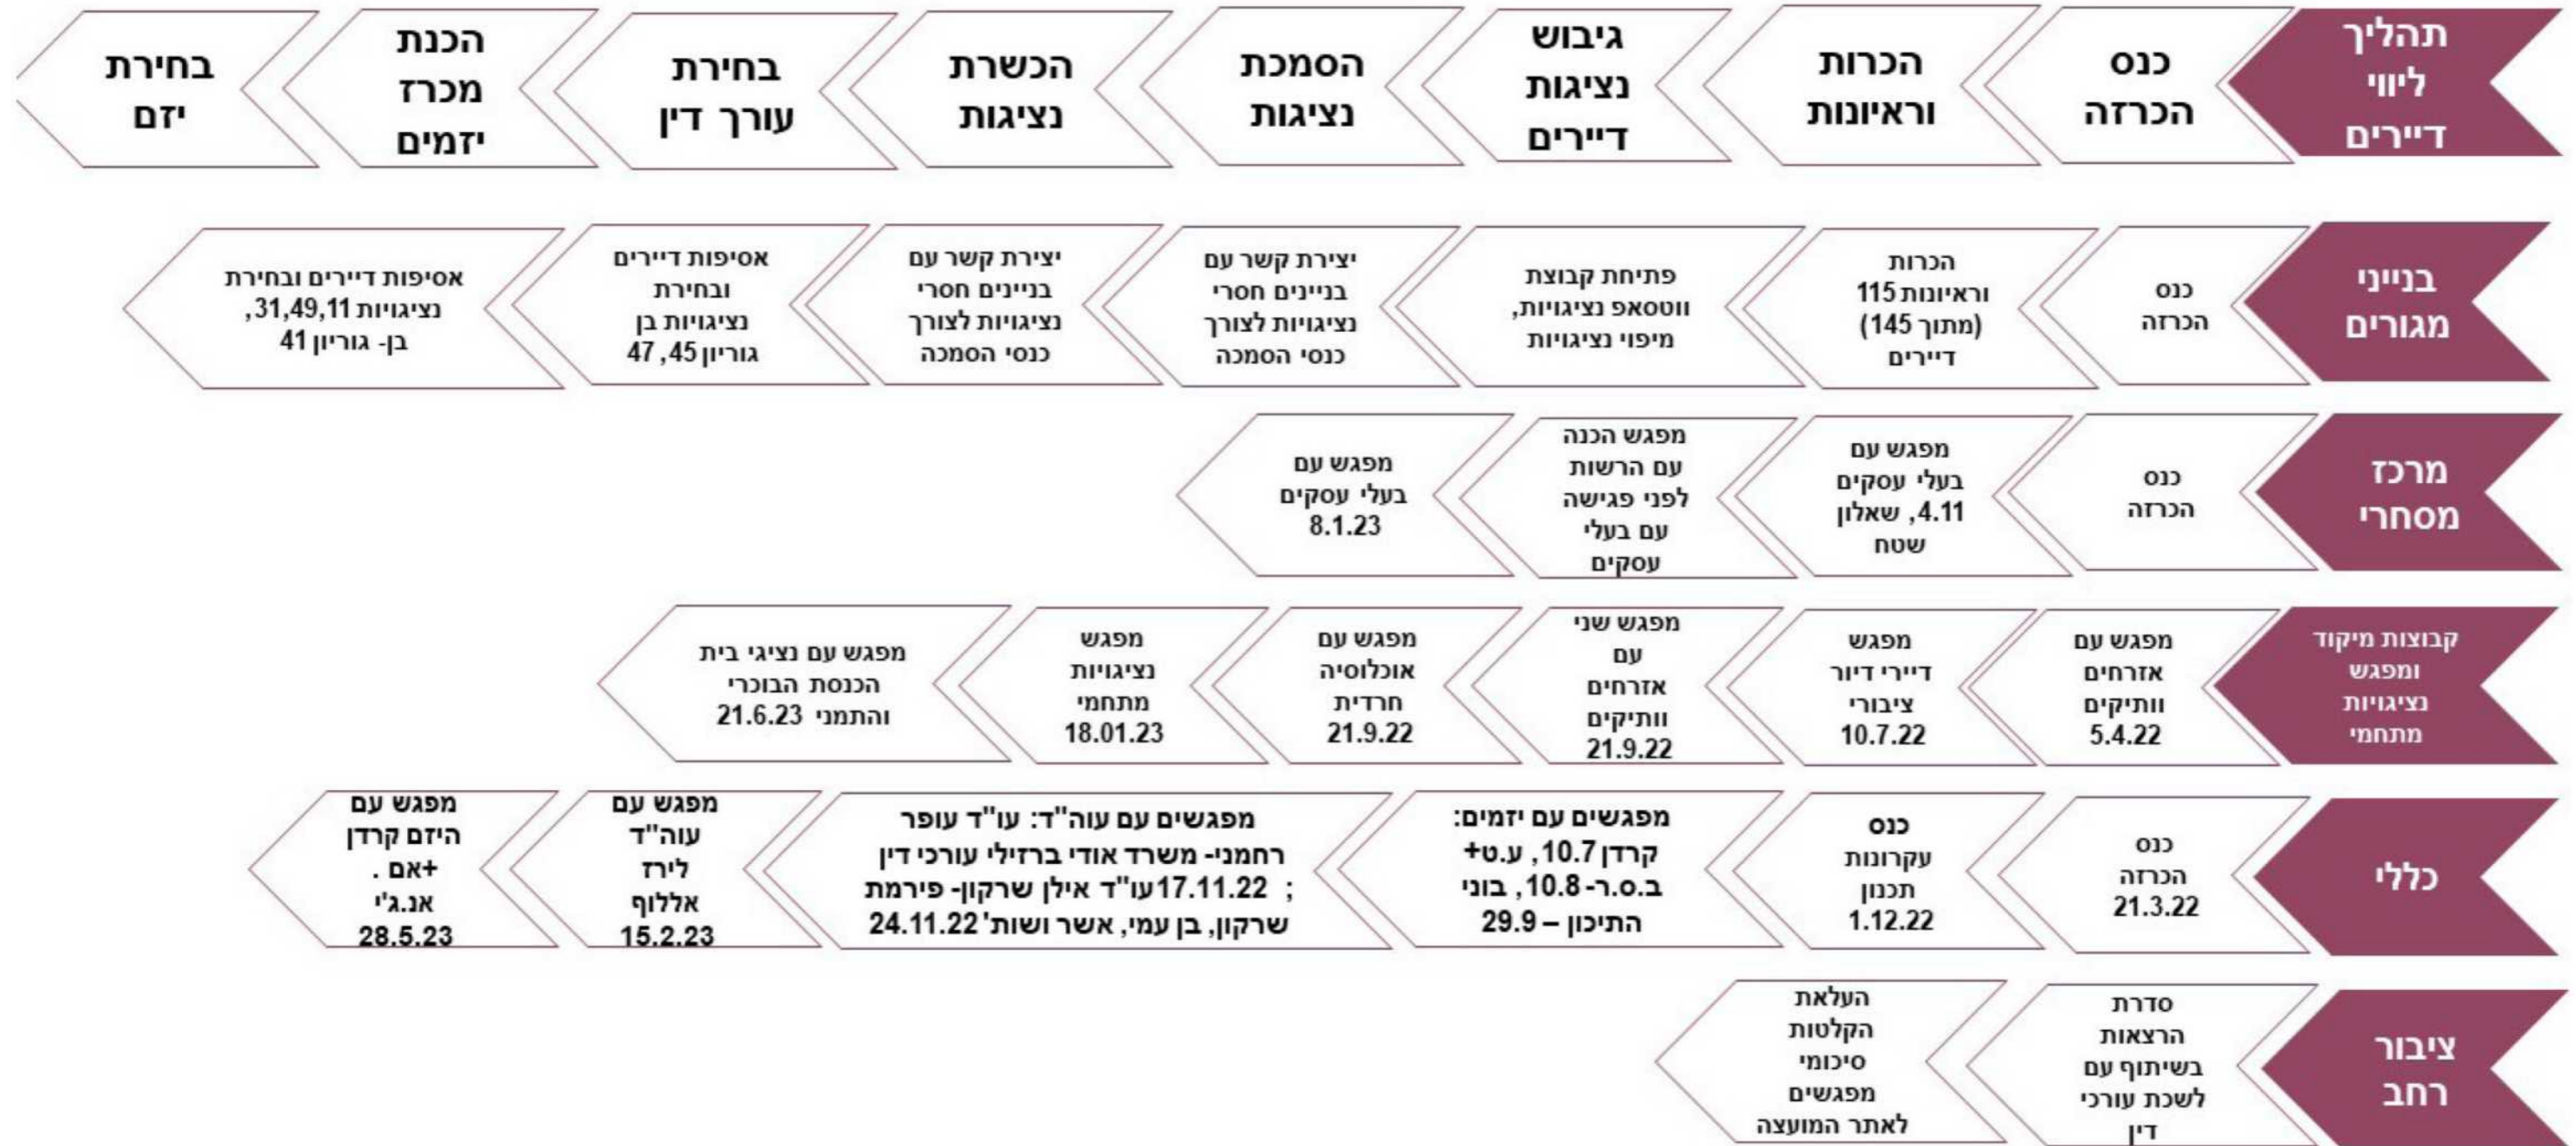 תהליך
ליווי
דיירים
כנס
הכרזה
הכרות
וראיונות
גיבוש
נציגות
דיירים
הסמכת
נציגות
הכשרת
נציגות
בחירת
עורך דין
הכנת
מכרז
יזמים
בחירת
יזם
בנייני
מגורים
כנס
הכרזה
הכרות
וראיונות 115
(מתוך 145)
דיירים
פתיחת קבוצת
ווטסאפ נציגויות,
מיפוי נציגויות
יצירת קשר עם
בניינים חסרי
נציגויות לצורך
כנסי הסמכה
יצירת קשר עם
בניינים חסרי
נציגויות לצורך
כנסי הסמכה
אסיפות דיירים
ובחירת
נציגויות בן
גוריון 45, 47
אסיפות דיירים ובחירת
נציגויות 31,49,11,
בן- גוריון 41
מרכז
מסחרי
כנס
הכרזה
מפגש עם
בעלי עסקים
4.11, שאלון
שטח
מפגש הכנה
עם הרשות
לפני פגישה
עם בעלי
עסקים
מפגש עם
בעלי עסקים
8.1.23
קבוצות מיקוד
ומפגש
נציגויות
מתחמי
מפגש עם
אזרחים
וותיקים
5.4.22
מפגש
דיירי דיור
ציבורי
10.7.22
מפגש שני
עם
אזרחים
וותיקים
21.9.22
מפגש עם
אוכלוסיה
חרדית
21.9.22
מפגש
נציגויות
מתחמי
18.01.23
מפגש עם נציגי בית
הכנסת הבוכרי
והתמני 21.6.23
כללי
כנס
הכרזה
21.3.22
כנס
עקרונות
תכנון
1.12.22
מפגשים עם יזמים:
קרדן 10.7, ע.ט+
ב.ס.ר- 10.8, בוני
התיכון – 29.9
מפגשים עם עוה"ד: עו"ד עופר
רחמני- משרד אודי ברזילי עורכי דין
17.11.22 ; עו"ד אילן שרקון- פירמת
שרקון, בן עמי, אשר ושות' 24.11.22
מפגש עם
עוה"ד
לירז
אללוף
15.2.23
מפגש עם
היזם קרדן
+אם .
אנ.ג'י
28.5.23
ציבור
רחב
סדרת
הרצאות
בשיתוף עם
לשכת עורכי
דין
העלאת
הקלטות
סיכומי
מפגשים
לאתר המועצה